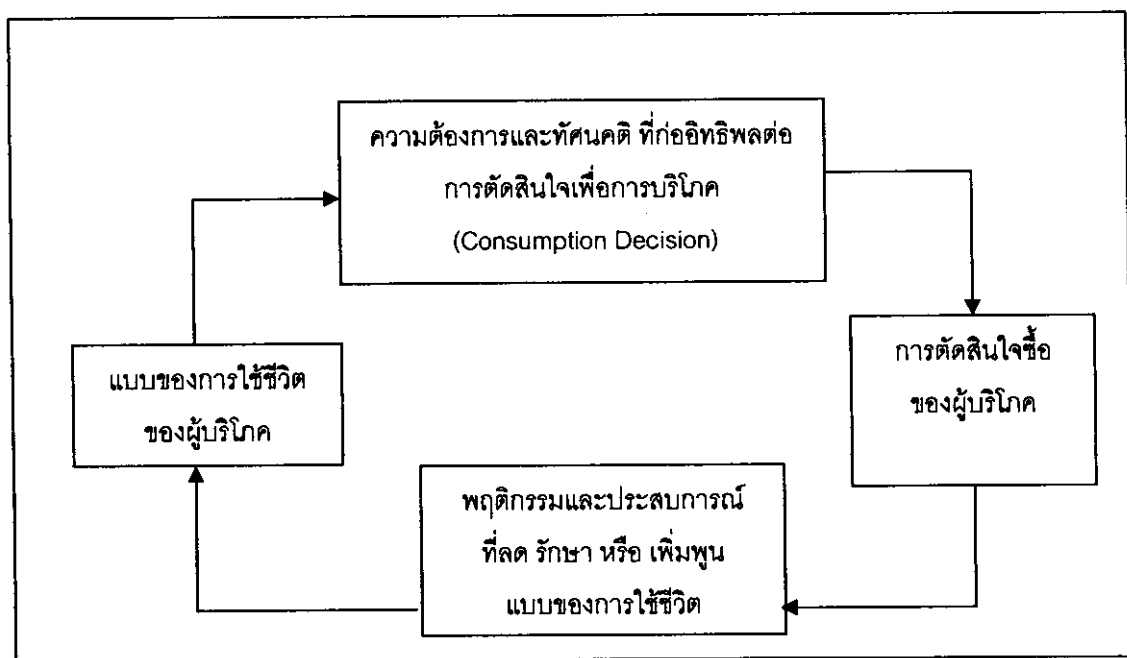 ความต้องการและทัศนคติ ที่ก่ออิทธิพลต่อ
การตัดสินใจเพื่อการบริโภค
(Consumption Decision)
แบบของการใช้ชีวิต
ของผู้บริโภค
การตัดสินใจซื้อ
ของผู้บริโภค
พฤติกรรมและประสบการณ์
ที่ลด รักษา หรือ เพิ่มพูน
แบบของการใช้ชีวิต